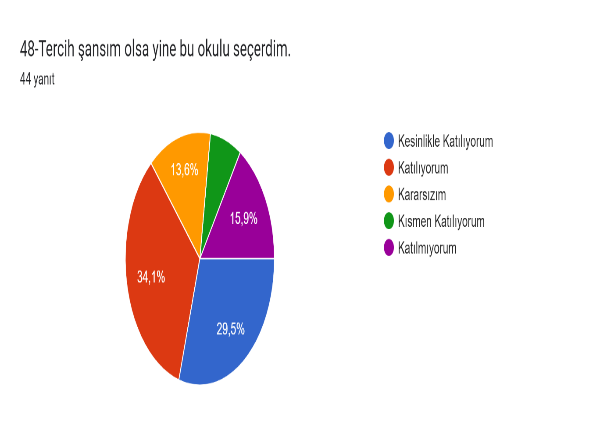 48-Tercih şansım olsa yine bu okulu seçerdim.
44 yanıt
Kesinlikle Katılıyorum
Katılıyorum
Kararsızım
Kısmen Katılıyorum
Katılmıyorum
13,6%
15,9%
34,1%
29,5%